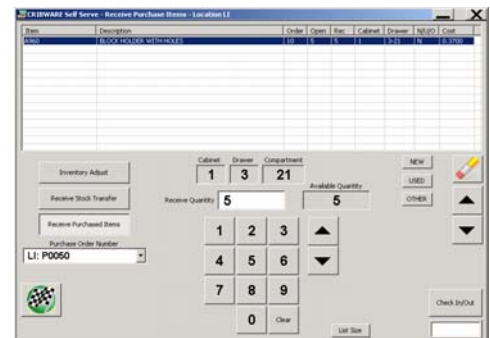 CRIBWARE Self Serve - Receive Purchase Items - Location LI
Item Description Order Open Rec Cabinet Drawer N/U/O Cost
A960 BLOCK HOLDER WITH HOLES 10 5 5 1 3-21 N 0.3700
Inventory Adjust
Receive Stock Transfer
Receive Purchased Items
Purchase Order Number
LI: P0050
Cabinet Drawer Compartment
1 3 21
Available Quantity
Receive Quantity 5 5
NEW
USED
OTHER
1 2 3
4 5 6
7 8 9
0 Clear
List Size
Check In/Out